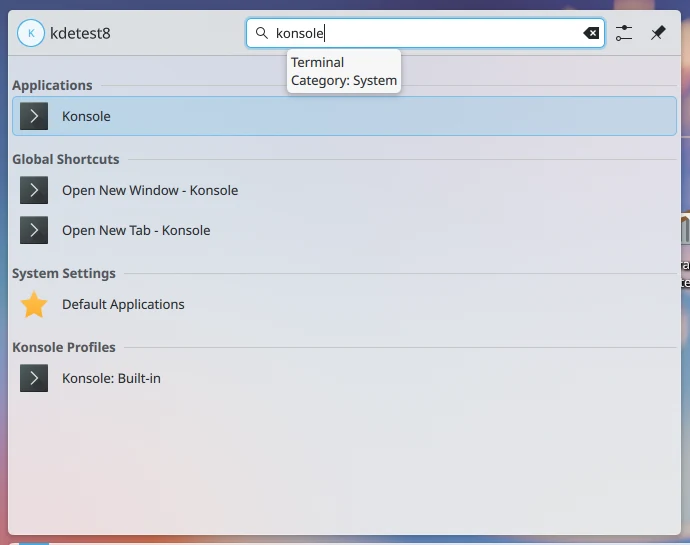 K kdetest8
konsole
Terminal
Category: System
Applications
Konsole
Global Shortcuts
Open New Window - Konsole
Open New Tab - Konsole
System Settings
Default Applications
Konsole Profiles
Konsole: Built-in